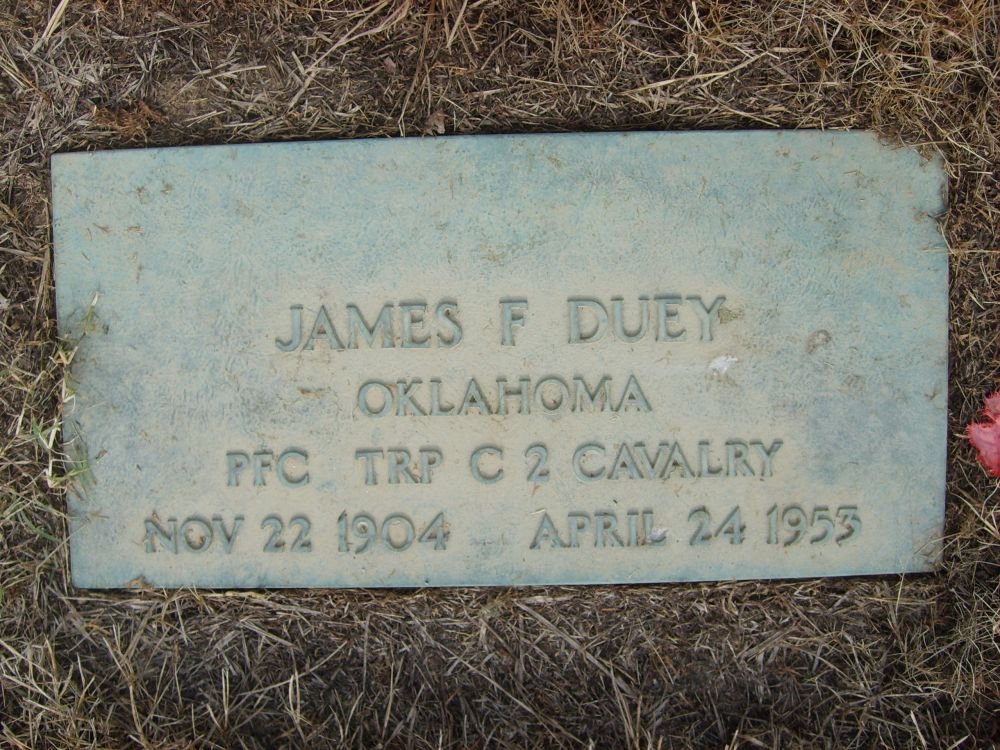 JAMES F DUEY
OKLAHOMA
PFC TRP C 2 CAVALRY
NOV 22 1904 APRIL 24 1953